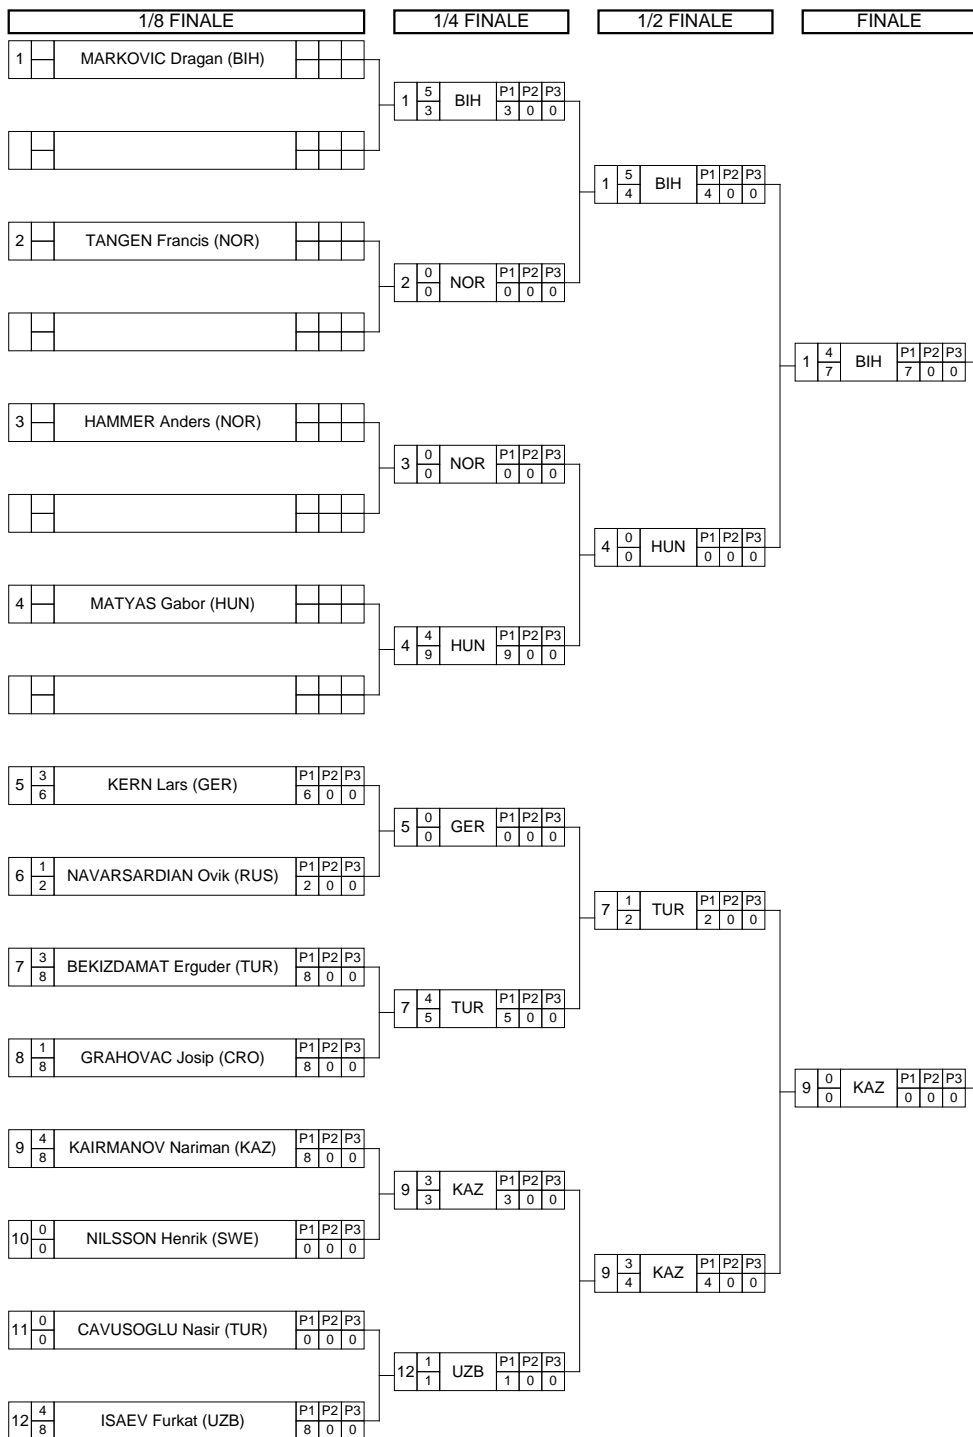 1/8 FINALE 1/4 FINALE 1/2 FINALE FINALE
1 MARKOVIC Dragan (BIH)
1 5 BIH P1 P2 P3
3 3 0 0
1 5 BIH P1 P2 P3
4 4 0 0
2 TANGEN Francis (NOR)
2 0 NOR P1 P2 P3
0 0 0 0
1 4 BIH P1 P2 P3
7 7 0 0
3 HAMMER Anders (NOR)
3 0 NOR P1 P2 P3
0 0 0 0
4 0 HUN P1 P2 P3
0 0 0 0
4 MATYAS Gabor (HUN)
4 4 HUN P1 P2 P3
9 9 0 0
5 3 KERN Lars (GER) P1 P2 P3
6 6 0 0
5 0 GER P1 P2 P3
0 0 0 0
6 1 NAVARSARDIAN Ovik (RUS) P1 P2 P3
2 2 0 0
7 1 TUR P1 P2 P3
2 2 0 0
7 3 BEKIZDAMAT Erguder (TUR) P1 P2 P3
8 8 0 0
7 4 TUR P1 P2 P3
5 5 0 0
8 1 GRAHOVAC Josip (CRO) P1 P2 P3
8 8 0 0
9 0 KAZ P1 P2 P3
0 0 0 0
9 4 KAIRMANOV Nariman (KAZ) P1 P2 P3
8 8 0 0
9 3 KAZ P1 P2 P3
3 3 0 0
10 0 NILSSON Henrik (SWE) P1 P2 P3
0 0 0 0
9 3 KAZ P1 P2 P3
4 4 0 0
11 0 CAVUSOGLU Nasir (TUR) P1 P2 P3
0 0 0 0
12 1 UZB P1 P2 P3
1 1 0 0
12 4 ISAEV Furkat (UZB) P1 P2 P3
8 8 0 0